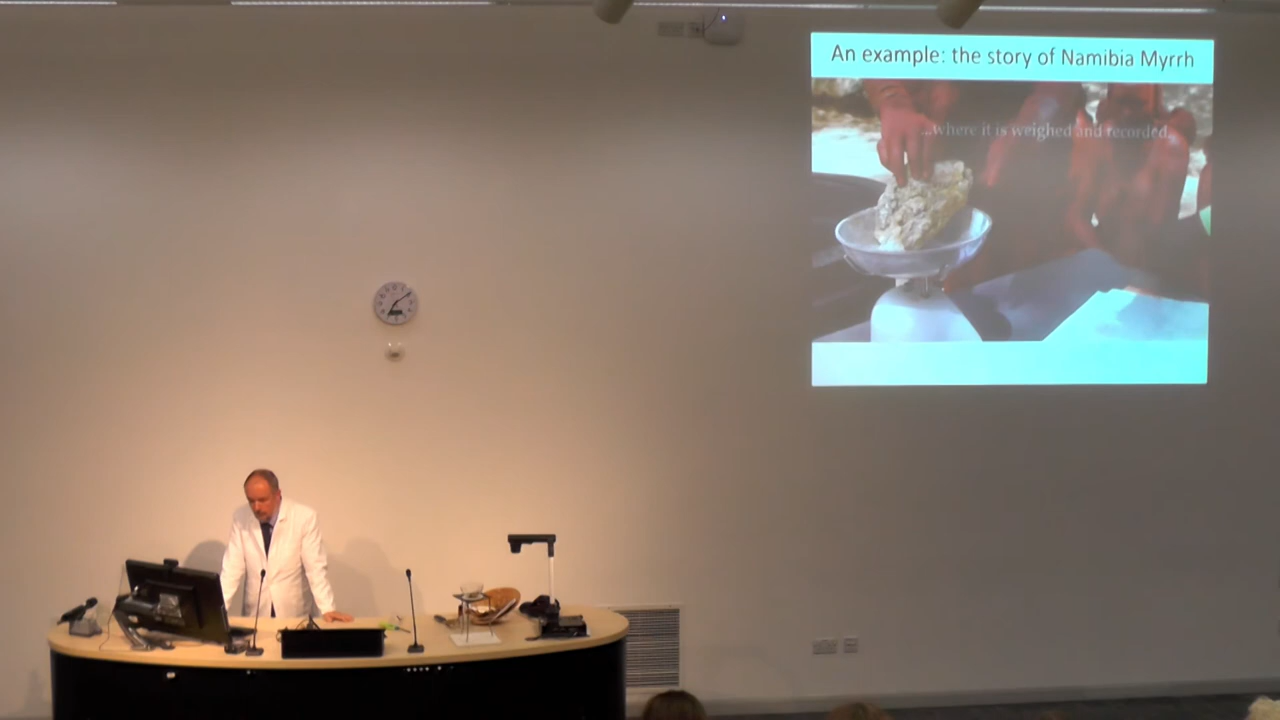 An example: the story of Namibia Myrrh
...where it is weighed and recorded.